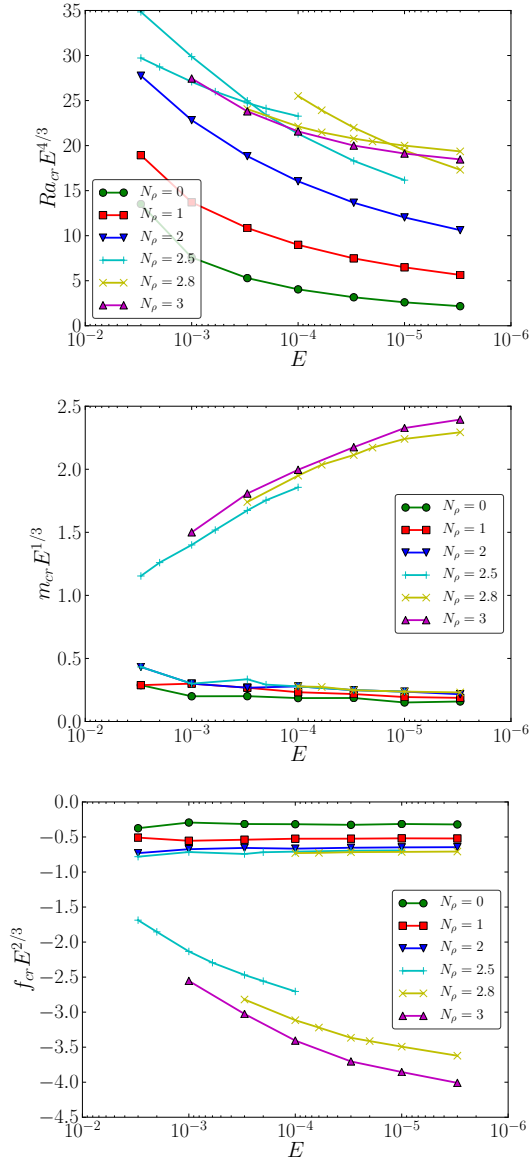 35
30
25
20
15
10
5
0
Ra_{cr}E^{4/3}
N_ρ = 0
N_ρ = 1
N_ρ = 2
N_ρ = 2.5
N_ρ = 2.8
N_ρ = 3
10^{-2} 10^{-3} 10^{-4} 10^{-5} 10^{-6}
E
2.5
2.0
1.5
1.0
0.5
0.0
m_{cr}E^{1/3}
N_ρ = 0
N_ρ = 1
N_ρ = 2
N_ρ = 2.5
N_ρ = 2.8
N_ρ = 3
10^{-2} 10^{-3} 10^{-4} 10^{-5} 10^{-6}
E
0.0
−0.5
−1.0
−1.5
−2.0
−2.5
−3.0
−3.5
−4.0
−4.5
f_{cr}E^{2/3}
N_ρ = 0
N_ρ = 1
N_ρ = 2
N_ρ = 2.5
N_ρ = 2.8
N_ρ = 3
10^{-2} 10^{-3} 10^{-4} 10^{-5} 10^{-6}
E